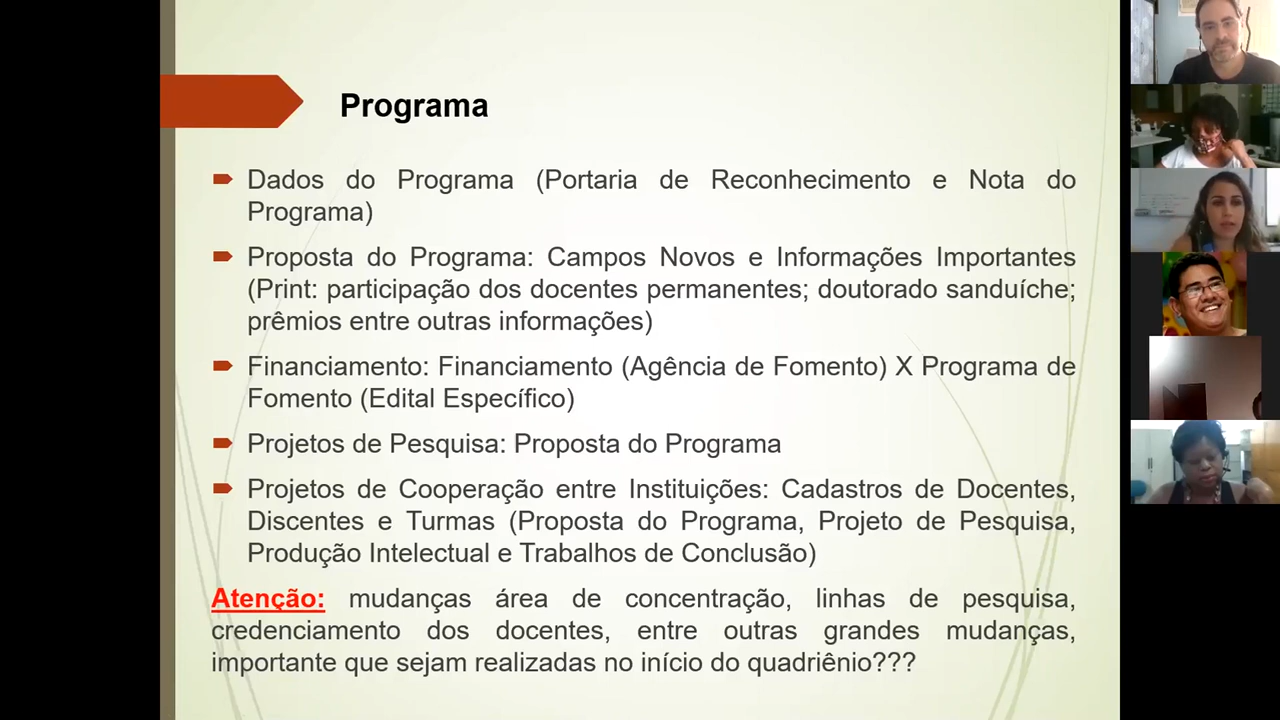 Programa
Dados do Programa (Portaria de Reconhecimento e Nota do
Programa)
Proposta do Programa: Campos Novos e Informações Importantes
(Print: participação dos docentes permanentes; doutorado sanduíche;
prêmios entre outras informações)
Financiamento: Financiamento (Agência de Fomento) X Programa de
Fomento (Edital Específico)
Projetos de Pesquisa: Proposta do Programa
Projetos de Cooperação entre Instituições: Cadastros de Docentes,
Discentes e Turmas (Proposta do Programa, Projeto de Pesquisa,
Produção Intelectual e Trabalhos de Conclusão)
Atenção: mudanças área de concentração, linhas de pesquisa,
credenciamento dos docentes, entre outras grandes mudanças,
importante que sejam realizadas no início do quadriênio???